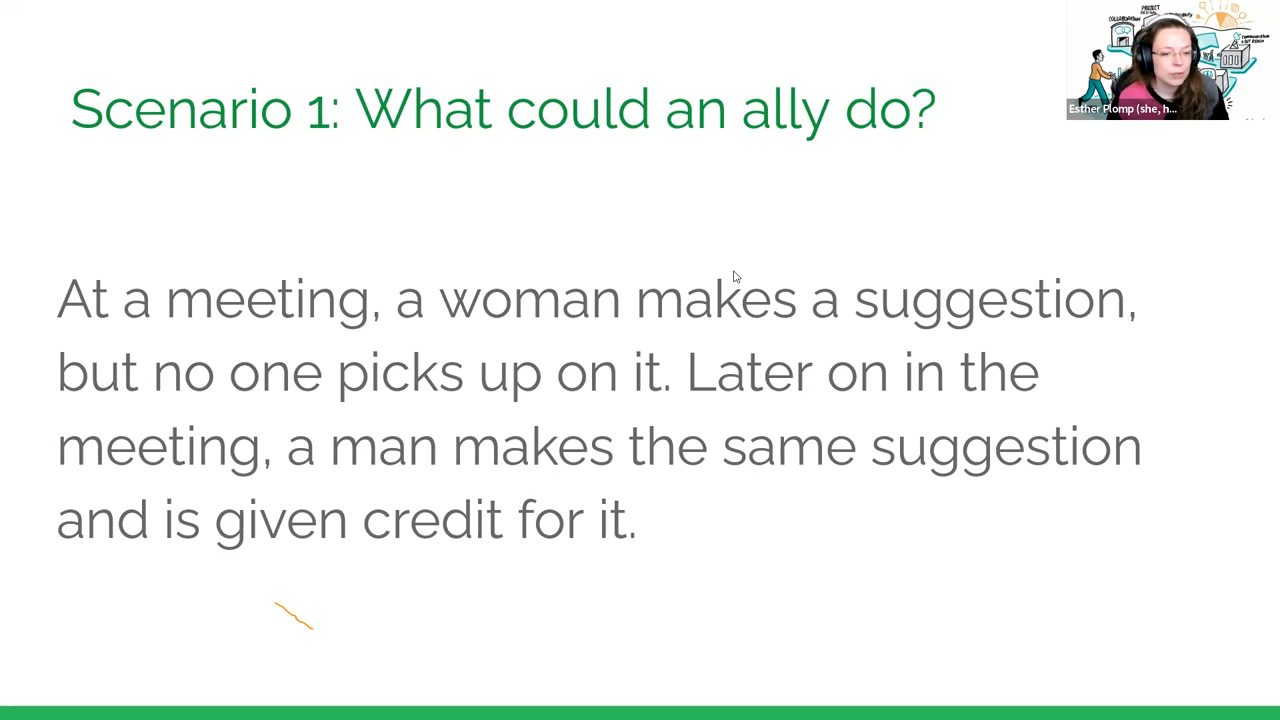 Scenario 1: What could an ally do?
PROJECT
COLLABORATION
Esther Plomp (she, h...
At a meeting, a woman makes a suggestion,
but no one picks up on it. Later on in the
meeting, a man makes the same suggestion
and is given credit for it.